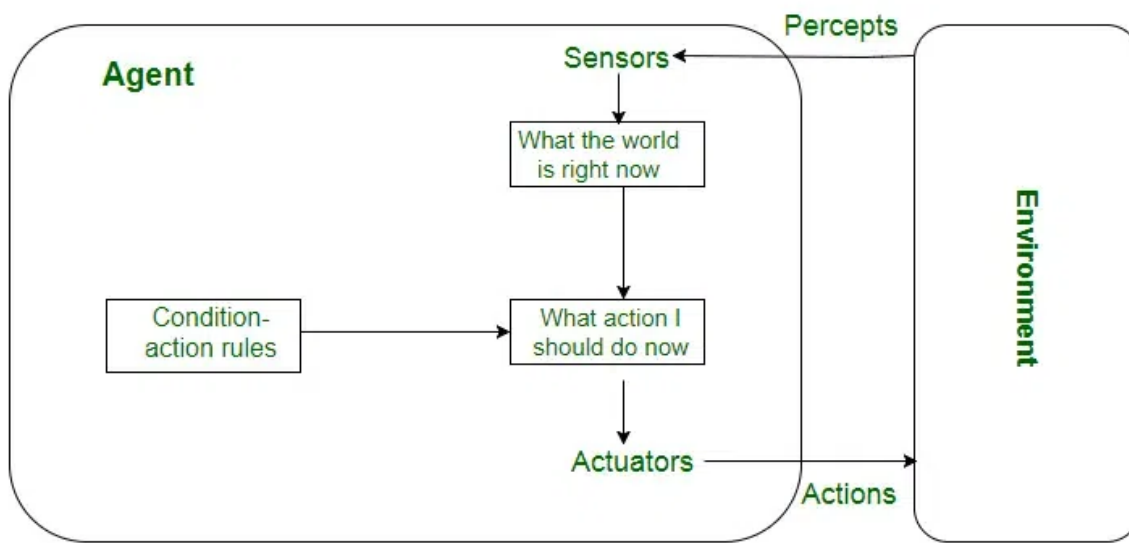 Percepts
Sensors
Agent
What the world
is right now
Environment
Condition-
action rules
What action I
should do now
Actuators
Actions